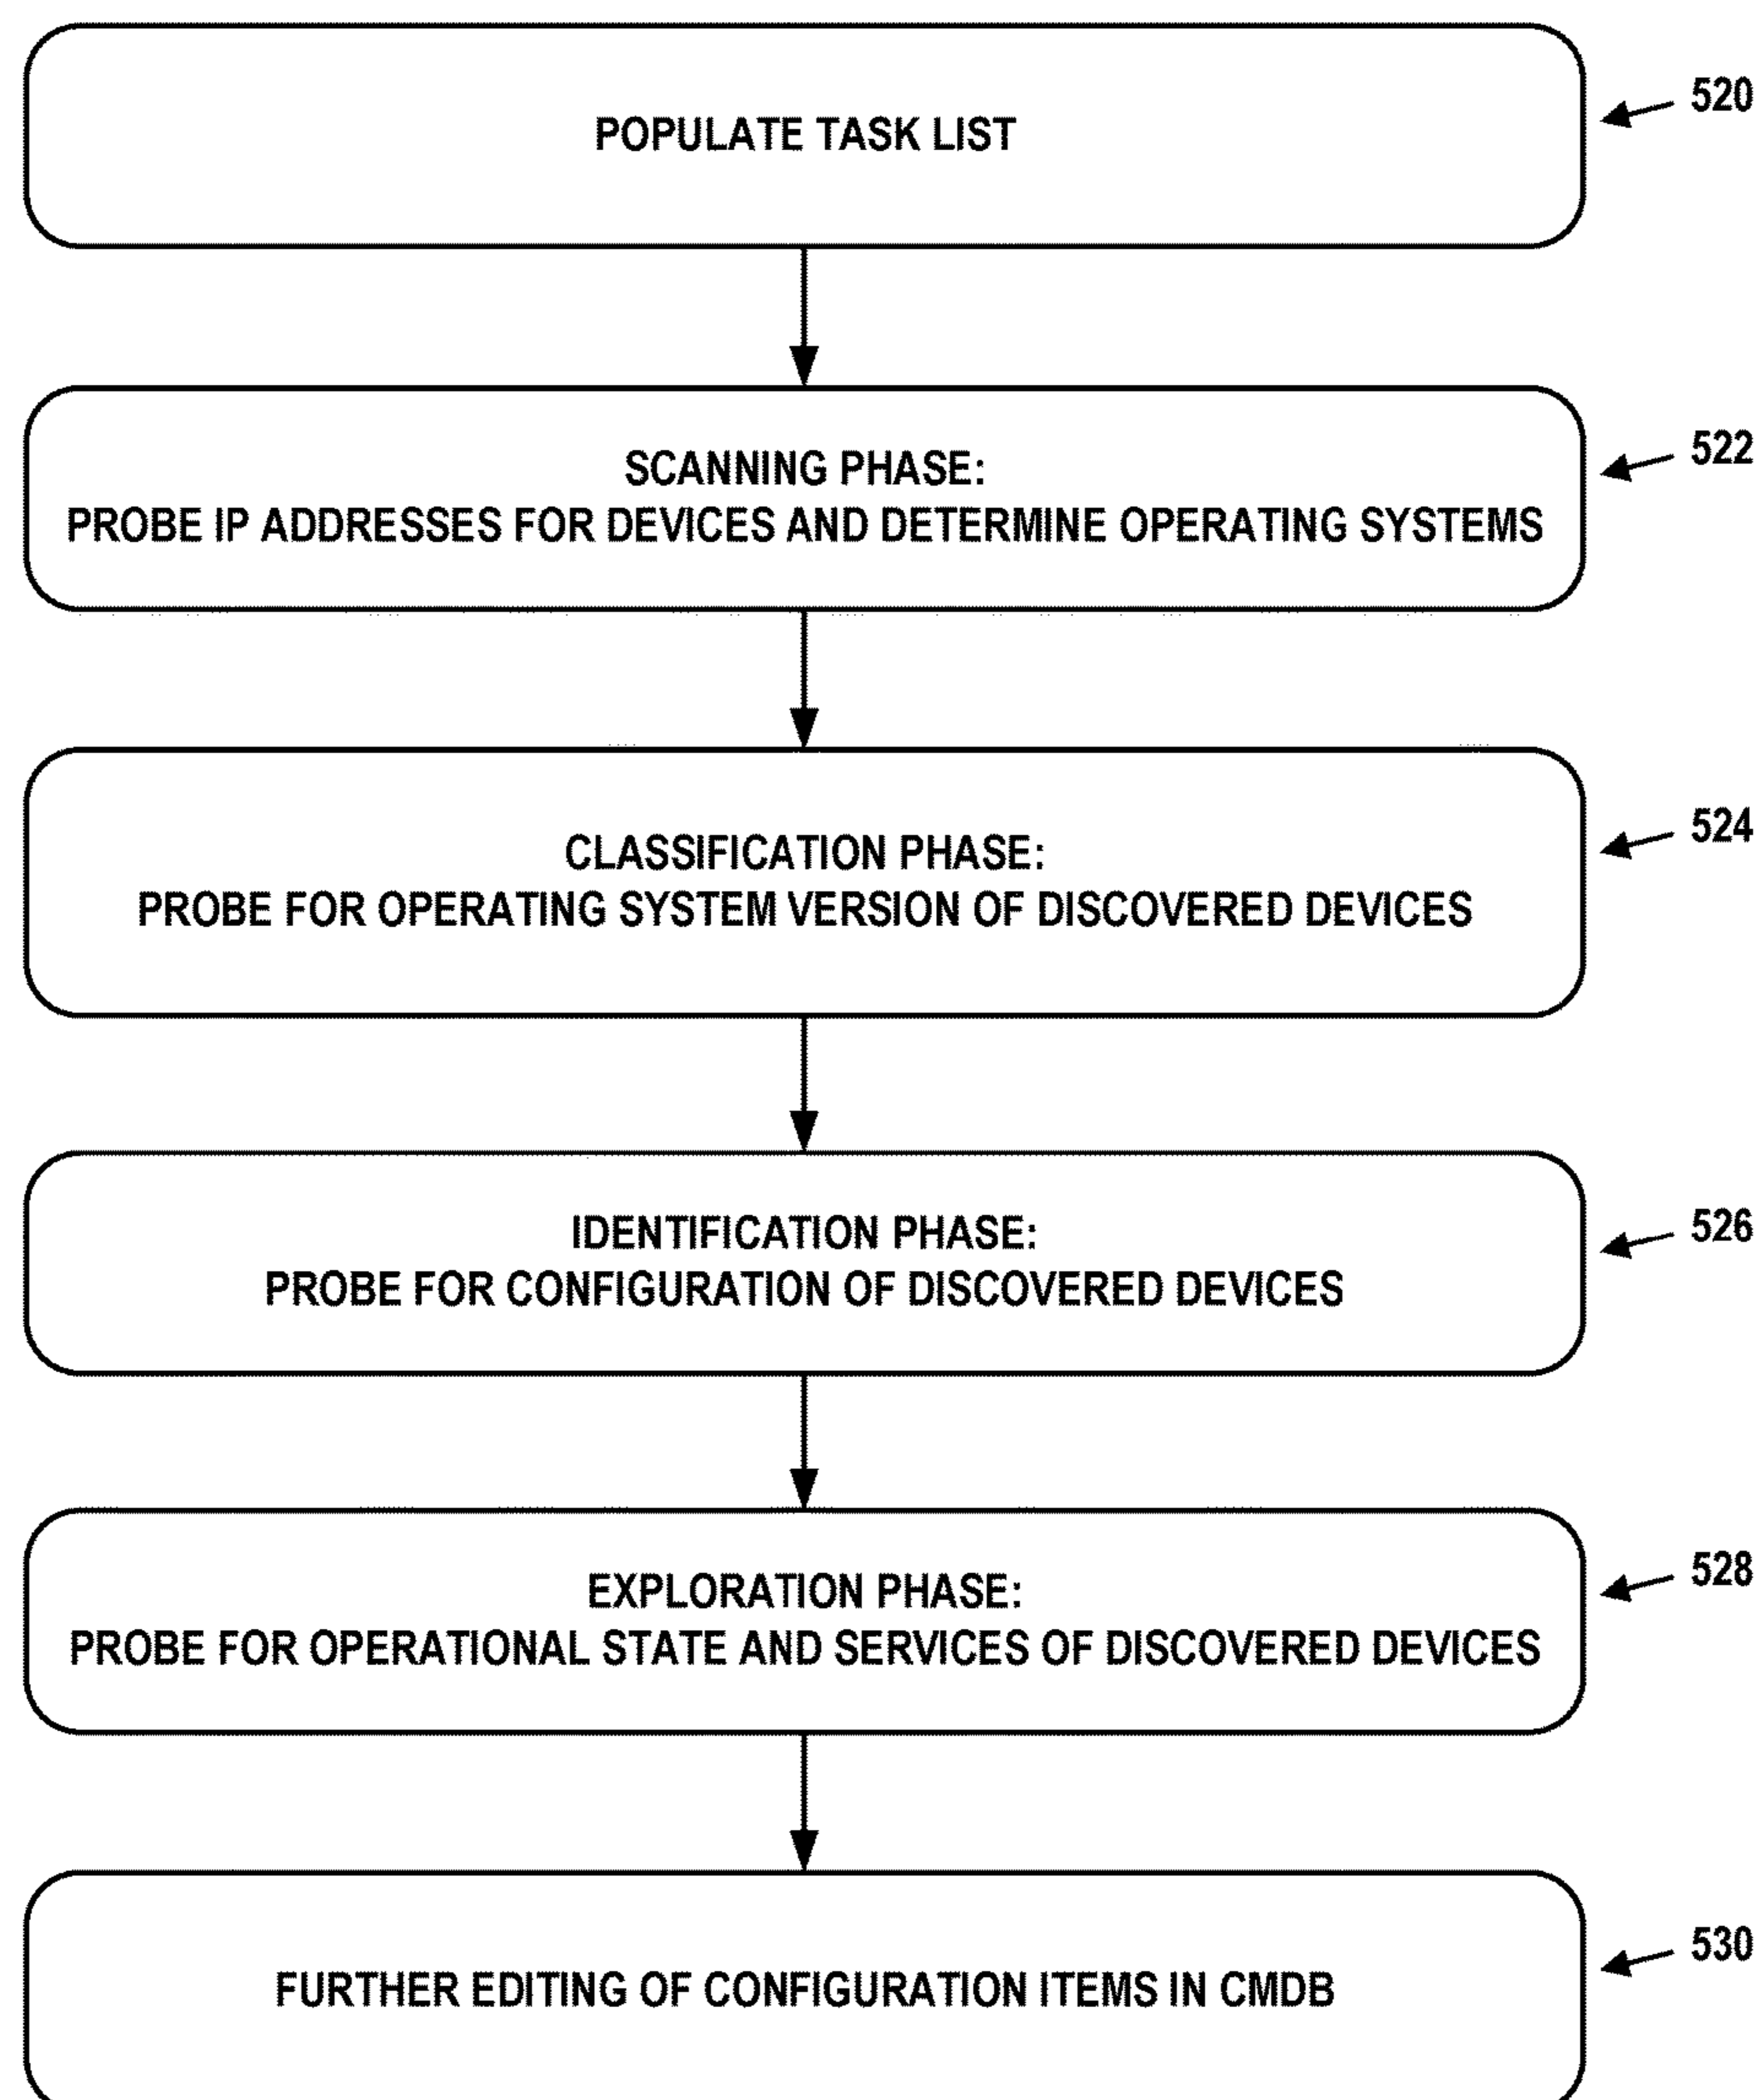 POPULATE TASK LIST
520
SCANNING PHASE:
PROBE IP ADDRESSES FOR DEVICES AND DETERMINE OPERATING SYSTEMS
522
CLASSIFICATION PHASE:
PROBE FOR OPERATING SYSTEM VERSION OF DISCOVERED DEVICES
524
IDENTIFICATION PHASE:
PROBE FOR CONFIGURATION OF DISCOVERED DEVICES
526
EXPLORATION PHASE:
PROBE FOR OPERATIONAL STATE AND SERVICES OF DISCOVERED DEVICES
528
FURTHER EDITING OF CONFIGURATION ITEMS IN CMDB
530